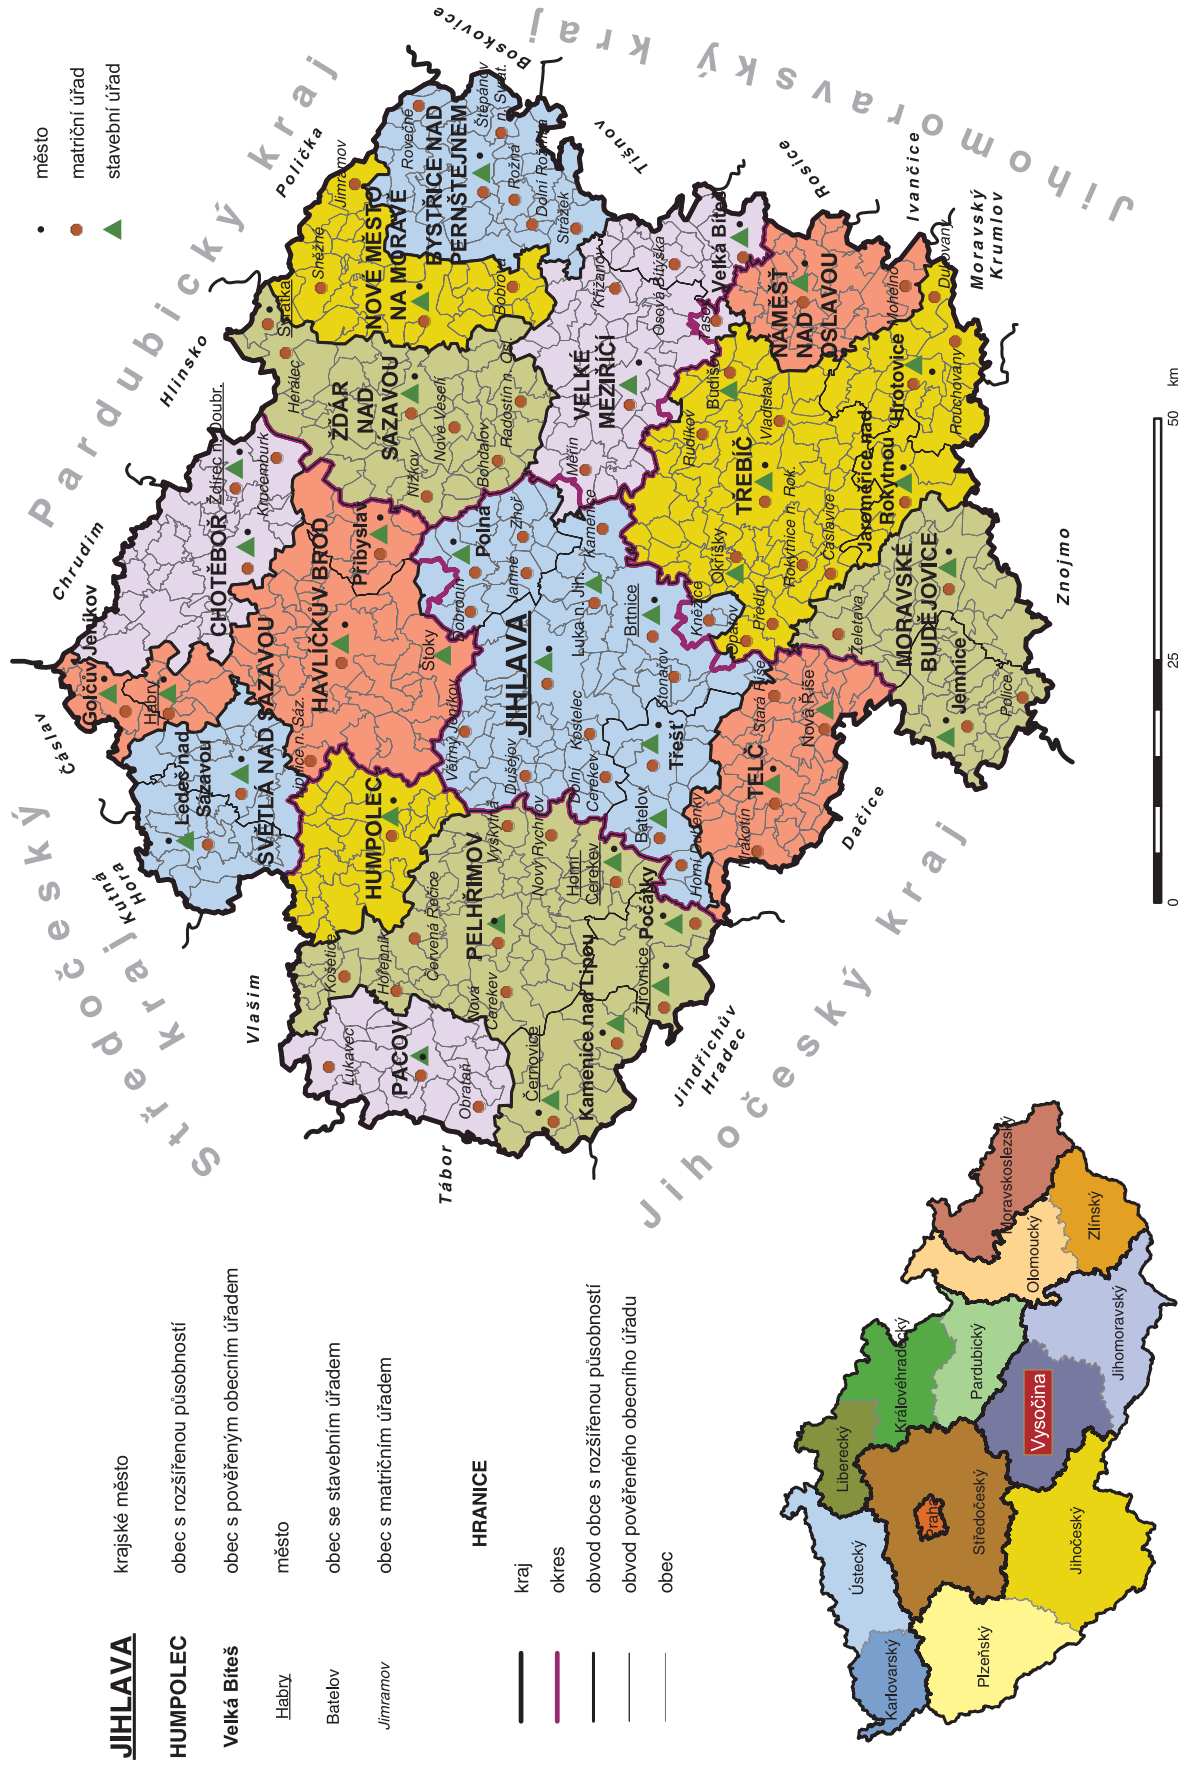 Středočeský
kraj
Pardubický kraj
Jihomoravský kraj
Jihočeský kraj
Kutná
Hora
Čáslav
Chrudim
Hlinsko
Polička
Boskovice
Tišnov
Rosice
Ivančice
Moravský
Krumlov
Znojmo
Dačice
Jindřichův
Hradec
Tábor
Vlašim
město
matriční úřad
stavební úřad
Golčův Jeníkov
Habry
Ledeč nad
Sázavou
SVĚTLÁ NAD SÁZAVOU
CHOTĚBOŘ
Ždírec n. Doubr.
Krucemburk
HAVLÍČKŮV BROD
Přibyslav
Štoky
Lipnice n. Sáz.
HUMPOLEC
Košetice
Hořepník
Červená Řečice
PELHŘIMOV
Vyskytná
Nový Rychnov
Horní
Cerekev
Nová
Cerekev
Počátky
Žirovnice
Kamenice nad Lipou
Černovice
PACOV
Lukavec
Obrataň
Svratka
Herálec
ŽĎÁR
NAD
SÁZAVOU
Nížkov
Nové Veselí
Bohdalov
Radostín n. Osl.
Sněžné
Jimramov
NOVÉ MĚSTO
NA MORAVĚ
Bobrová
Rovečné
BYSTŘICE NAD
PERNŠTEJNEM
Štěpánov
n. Svrat.
Rožná
Dolní Rožínka
Strážek
VELKÉ
MEZIŘÍČÍ
Měřín
Křižanov
Osová Bítýška
Velká Bíteš
Tasov
Polná
Dobronín
Jamné
Zhoř
Kamenice
JIHLAVA
Větrný Jeníkov
Dušejov
Kostelec
Dolní
Cerekev
Luka n. Jih.
Brtnice
Kněžice
Stonařov
Třešť
Batelov
Horní Dubenky
TELČ
Mrákotín
Stará Říše
Nová Říše
TŘEBÍČ
Rudíkov
Budišov
Vladislav
Okříšky
Opatov
Předín
Rokytnice n. Rok.
Čáslavice
Jaroměřice nad
Rokytnou
Hrotovice
Rouchovany
Dukovany
NÁMĚŠŤ
NAD
OSLAVOU
Mohelno
MORAVSKÉ
BUDĚJOVICE
Želetava
Jemnice
Police
0 25 50 km
JIHLAVA krajské město
HUMPOLEC obec s rozšířenou působností
Velká Bíteš obec s pověřeným obecním úřadem
Habry město
Batelov obec se stavebním úřadem
Jimramov obec s matričním úřadem
HRANICE
kraj
okres
obvod obce s rozšířenou působností
obvod pověřeného obecního úřadu
obec
Karlovarský
Ústecký
Liberecký
Královéhradecký
Pardubický
Olomoucký
Moravskoslezský
Zlínský
Jihomoravský
Vysočina
Středočeský
Praha
Plzeňský
Jihočeský